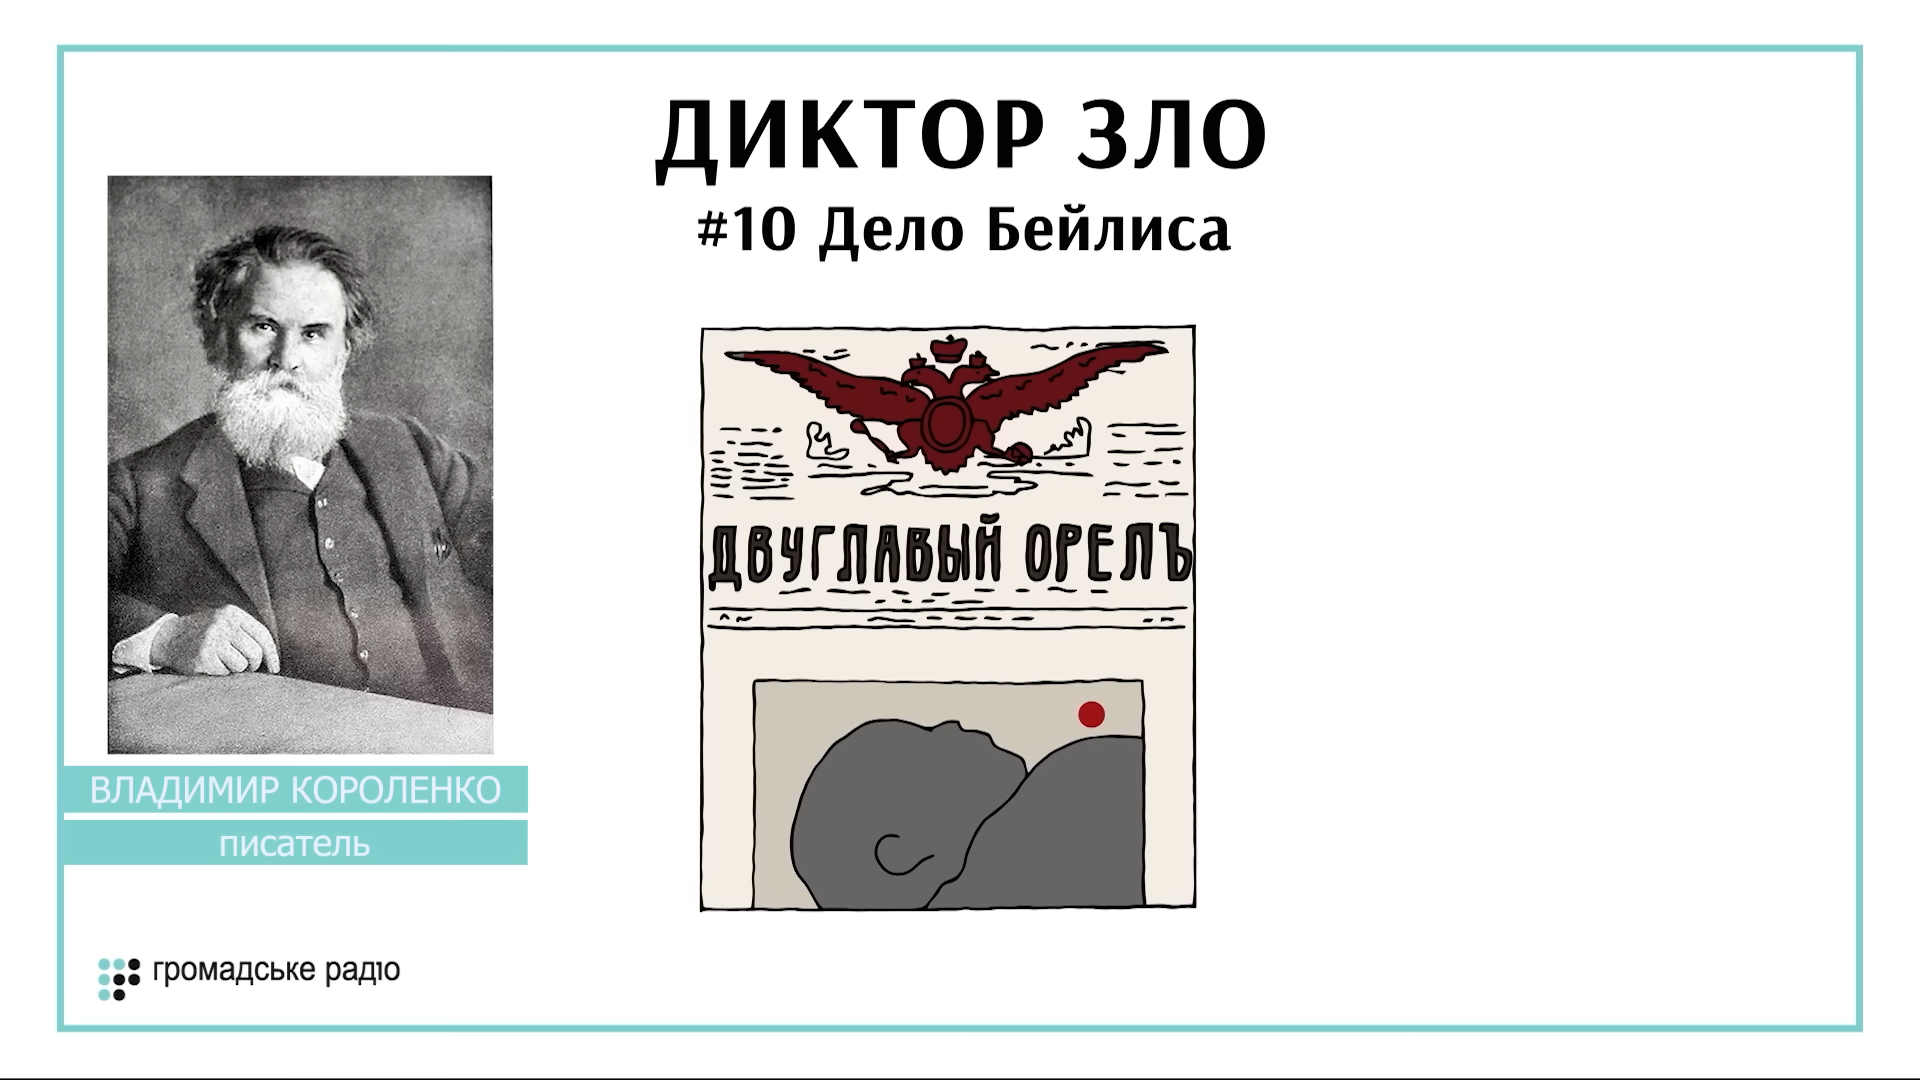 ДИКТОР ЗЛО
#10 Дело Бейлиса
ДВУГЛАВЫЙ ОРЕЛЪ
ВЛАДИМИР КОРОЛЕНКО
писатель
громадське радіо